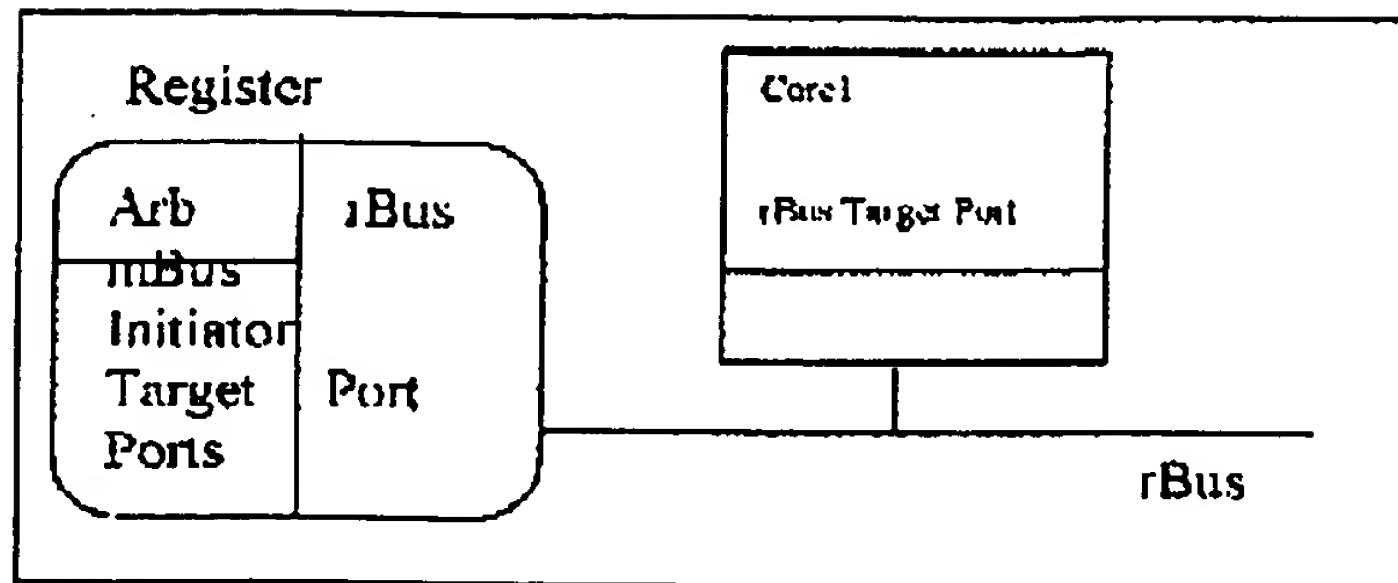 Register
Arb
mBus
Initiator
Target
Ports
rBus
Port
Core1
rBus Target Port
rBus